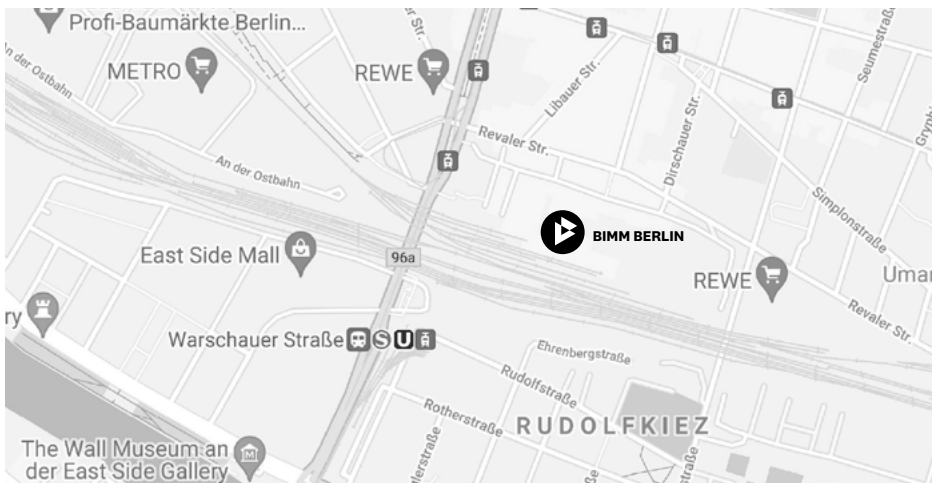 Profi-Baumärkte Berlin...
METRO
REWE
An der Ostbahn
Libauer Str.
Seumestraße
Revaler Str.
Dirschauer Str.
An der Ostbahn
Simplonstraße
BIMM BERLIN
East Side Mall
96a
REWE
Revaler Str.
Warschauer Straße S U
Ehrenbergstraße
Rudolfstraße
Rotherstraße
RUDOLFKIEZ
The Wall Museum an
der East Side Gallery
M